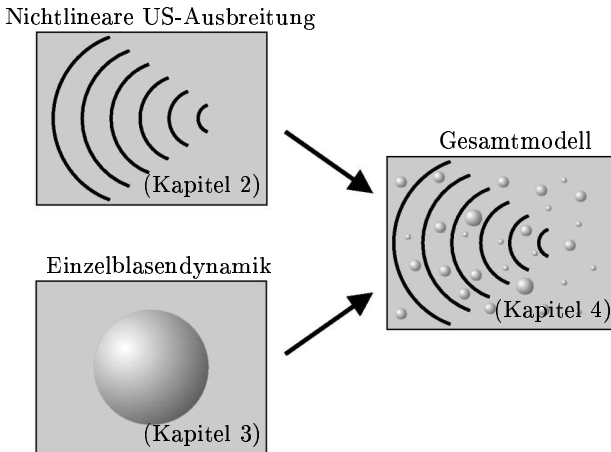 Nichtlineare US-Ausbreitung
(Kapitel 2)
Gesamtmodell
(Kapitel 4)
Einzelblasendynamik
(Kapitel 3)